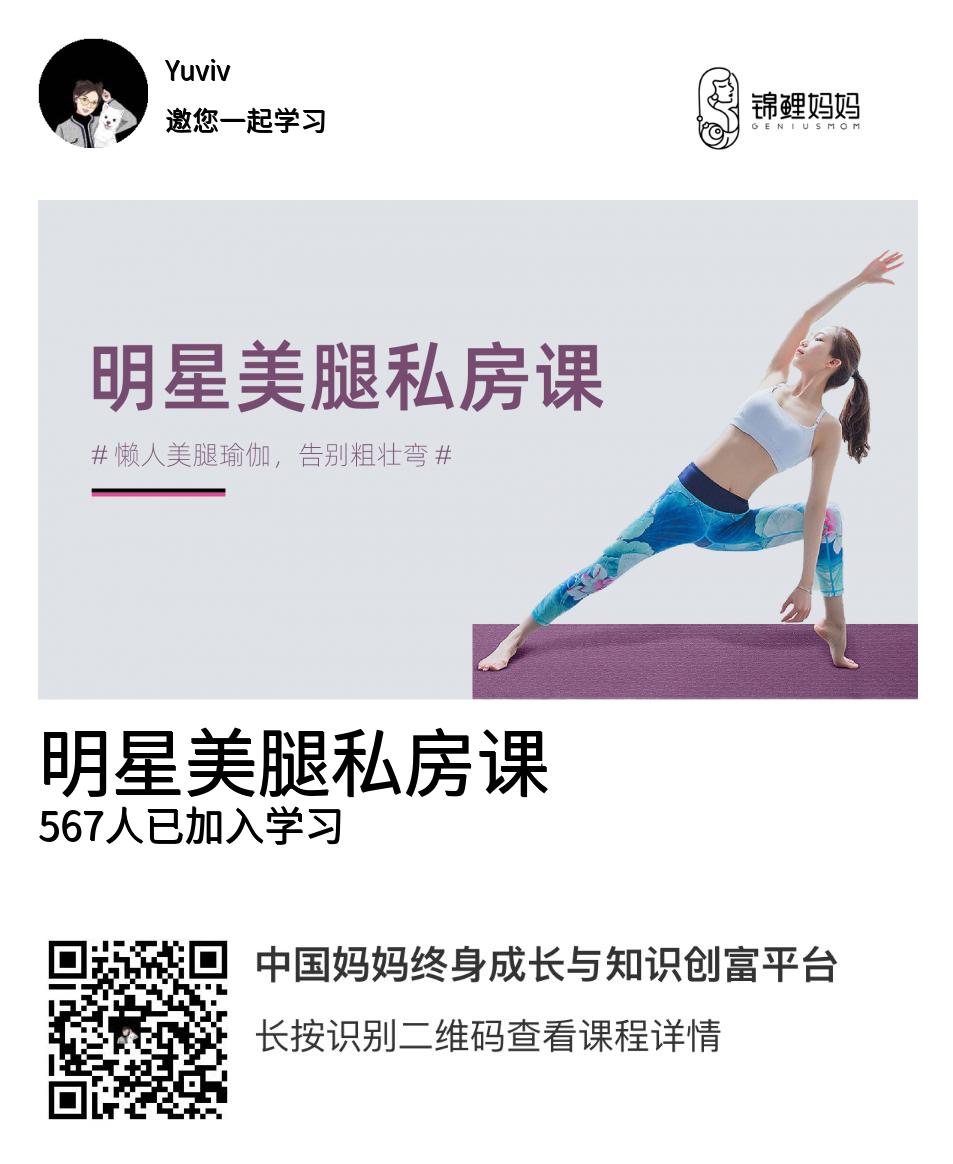 Yuviv
邀您一起学习
锦鲤妈妈
GENIUSMOM
明星美腿私房课
#懒人美腿瑜伽，告别粗壮弯#
明星美腿私房课
567人已加入学习
中国妈妈终身成长与知识创富平台
长按识别二维码查看课程详情